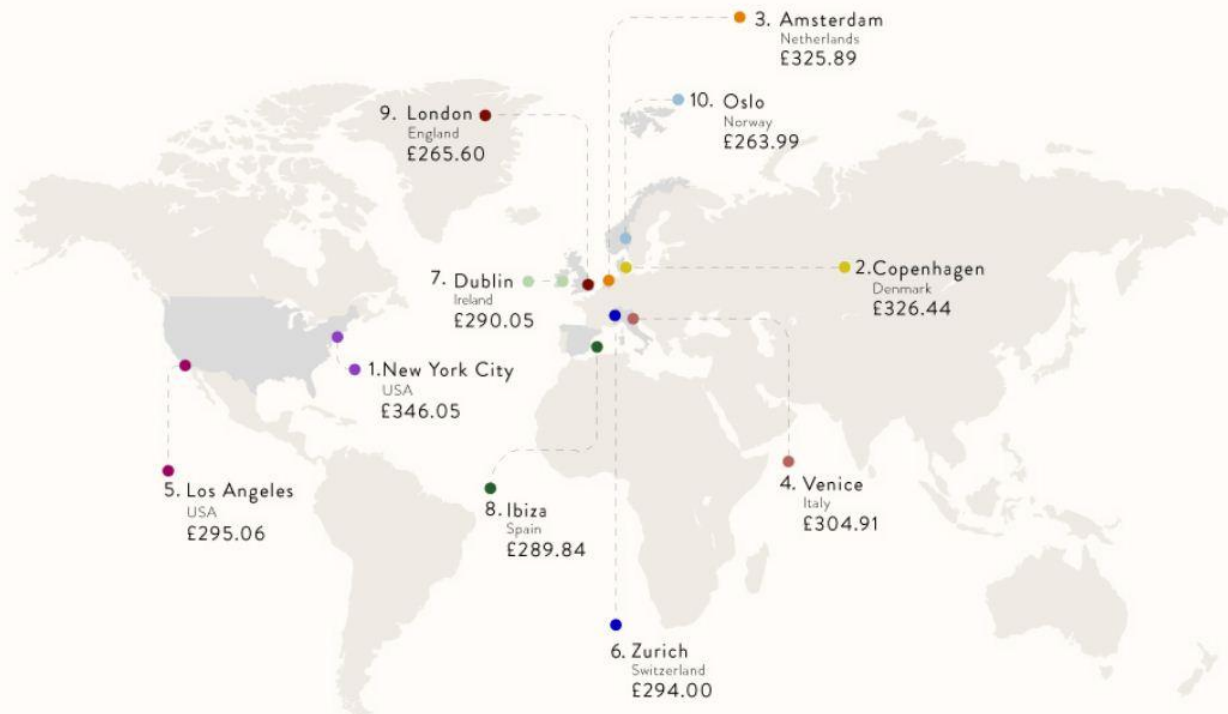 3. Amsterdam
Netherlands
£325.89
10. Oslo
Norway
£263.99
9. London
England
£265.60
7. Dublin
Ireland
£290.05
2.Copenhagen
Denmark
£326.44
1.New York City
USA
£346.05
5. Los Angeles
USA
£295.06
8. Ibiza
Spain
£289.84
4. Venice
Italy
£304.91
6. Zurich
Switzerland
£294.00